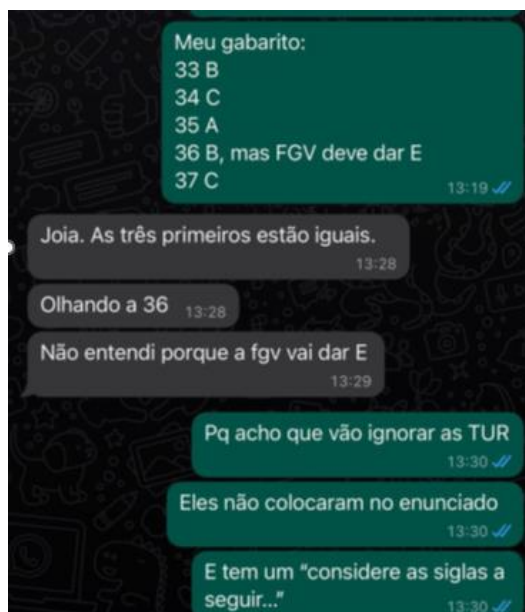 Meu gabarito:
33 B
34 C
35 A
36 B, mas FGV deve dar E
37 C
13:19
Joia. As três primeiros estão iguais.
13:28
Olhando a 36 13:28
Não entendi porque a fgv vai dar E
13:29
Pq acho que vão ignorar as TUR
13:30
Eles não colocaram no enunciado
13:30
E tem um “considere as siglas a
seguir...”
13:30